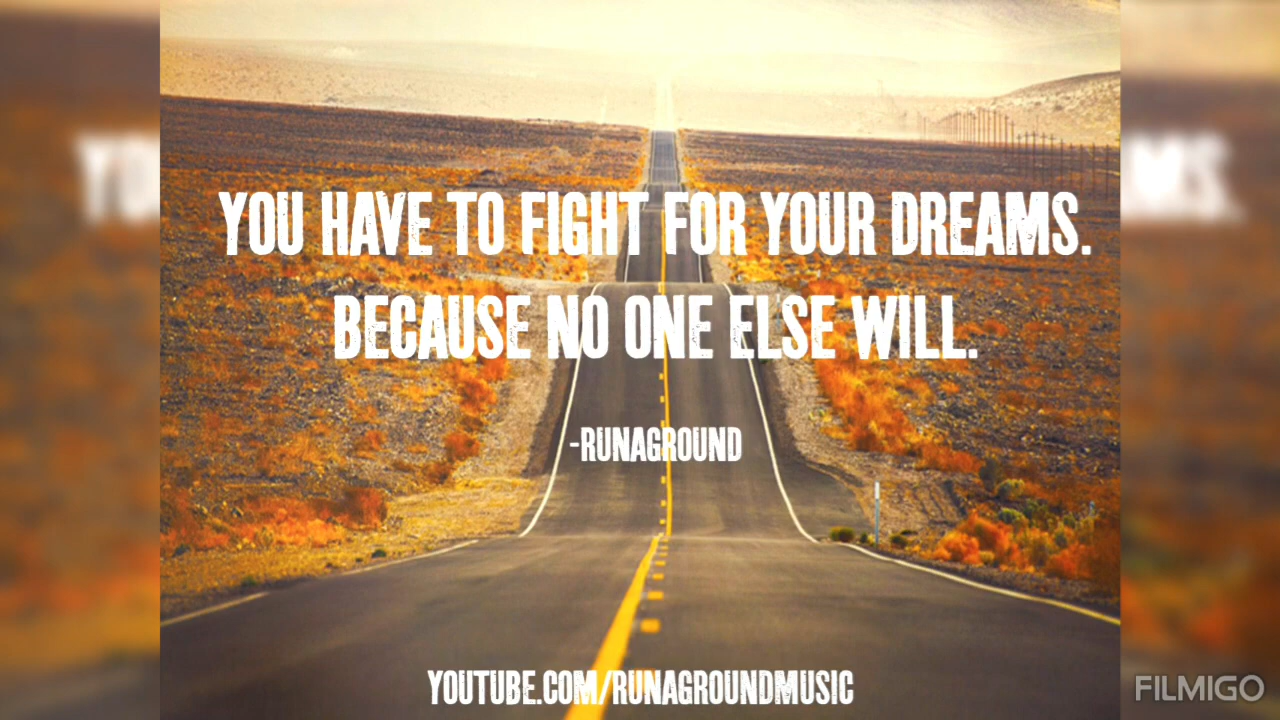 YOU HAVE TO FIGHT FOR YOUR DREAMS.
BECAUSE NO ONE ELSE WILL.
-RUNAGROUND
YOUTUBE.COM/RUNAGROUNDMUSIC
FILMIGO